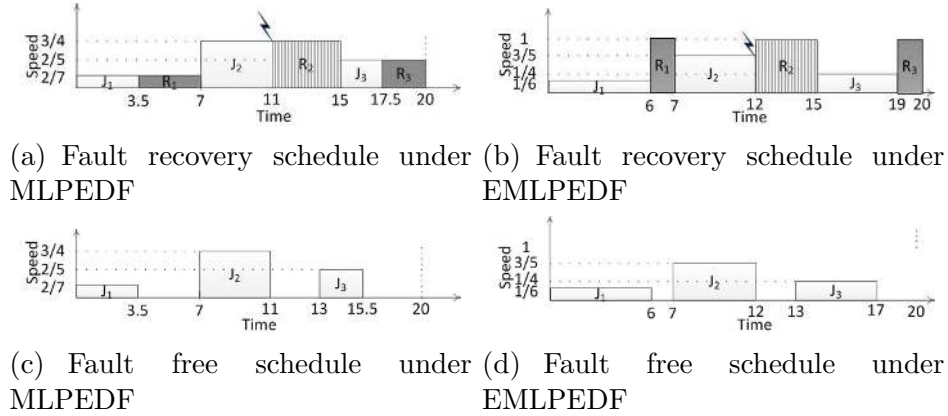 Speed
3/4
2/5
2/7
J1
R1
J2
R2
J3
R3
3.5
7
11
15
17.5
20
Time
(a) Fault recovery schedule under
MLPEDF
Speed
1
3/5
1/4
1/6
J1
R1
J2
R2
J3
R3
6
7
12
15
19
20
Time
(b) Fault recovery schedule under
EMLPEDF
Speed
3/4
2/5
2/7
J1
J2
J3
3.5
7
11
13
15.5
20
Time
(c) Fault free schedule under
MLPEDF
Speed
1
3/5
1/4
1/6
J1
J2
J3
6
7
12
13
17
20
Time
(d) Fault free schedule under
EMLPEDF